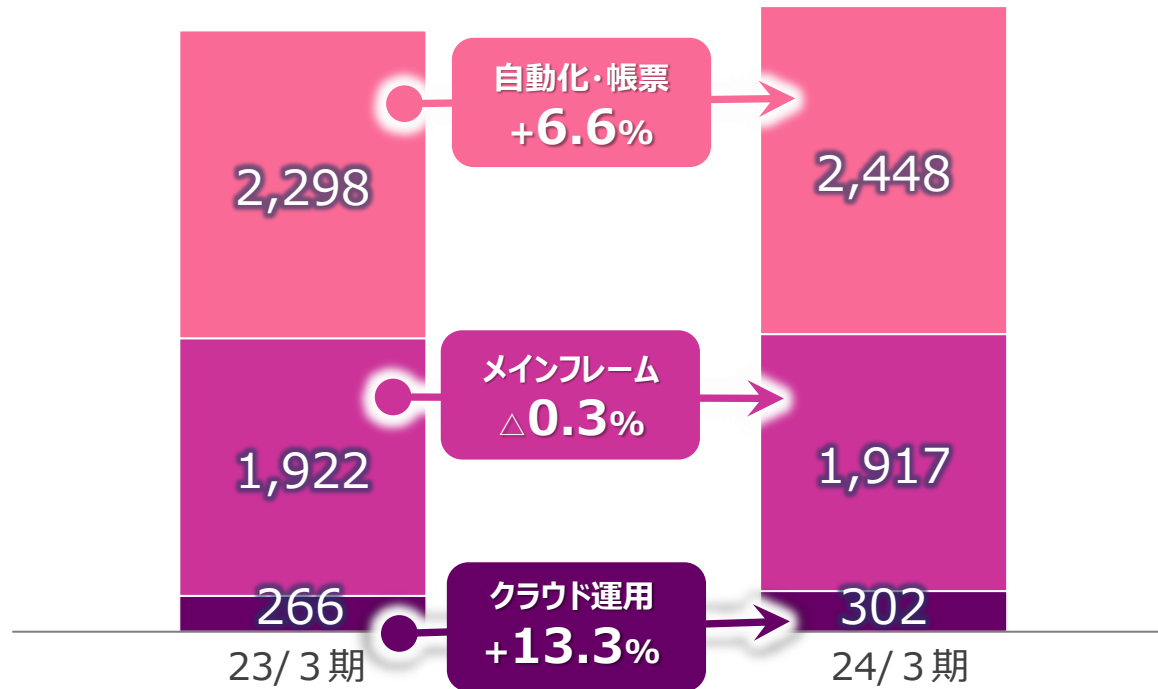 自動化・帳票
+6.6%
2,298
2,448
メインフレーム
△0.3%
1,922
1,917
クラウド運用
+13.3%
266
302
23/３期
24/３期